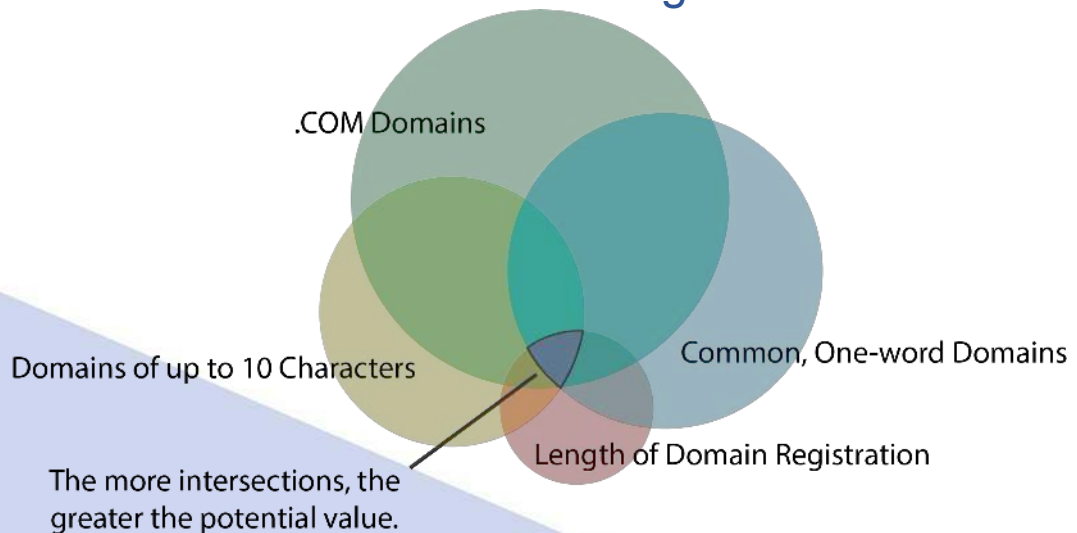 .COM Domains
Domains of up to 10 Characters
Common, One-word Domains
Length of Domain Registration
The more intersections, the
greater the potential value.